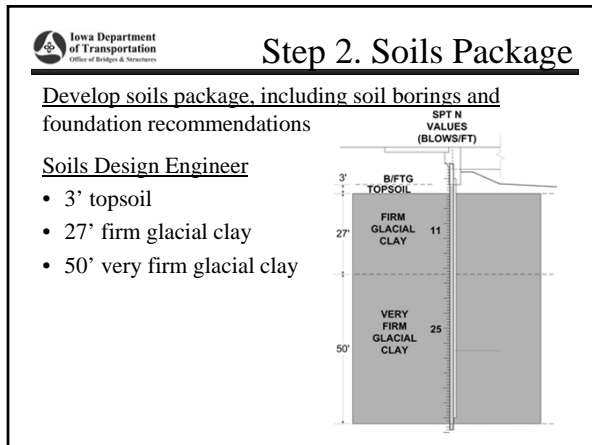 Iowa Department
of Transportation
Office of Bridges & Structures
Step 2. Soils Package
Develop soils package, including soil borings and
foundation recommendations
Soils Design Engineer
• 3’ topsoil
• 27’ firm glacial clay
• 50’ very firm glacial clay
SPT N
VALUES
(BLOWS/FT)
3'
B/FTG
TOPSOIL
27'
FIRM
GLACIAL
CLAY
11
50'
VERY
FIRM
GLACIAL
CLAY
25